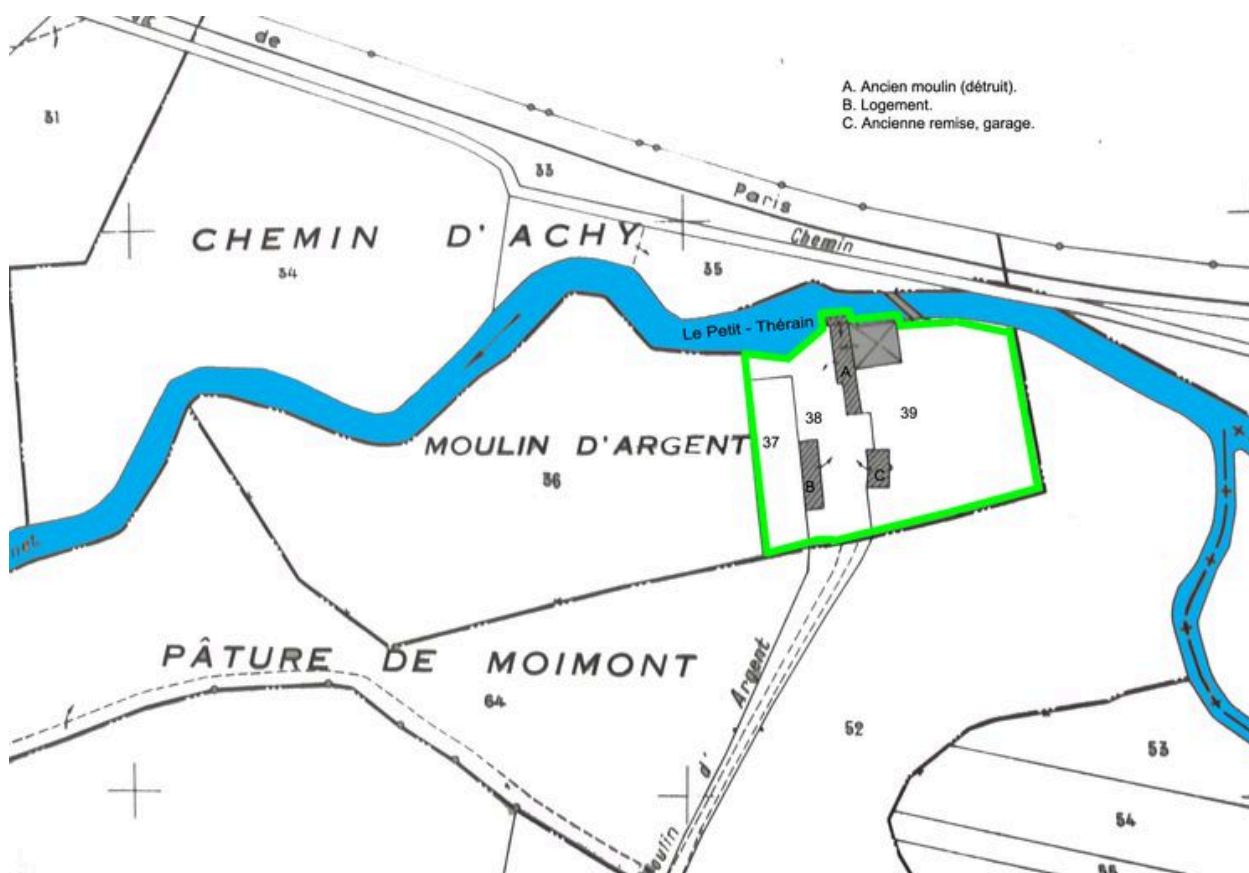 de
A. Ancien moulin (détruit).
B. Logement.
C. Ancienne remise, garage.
31
33
Paris
Chemin
CHEMIN D'ACHY
34
35
Le Petit - Thérain
A
38
39
MOULIN D'ARGENT
37
36
B
C
PÂTURE DE MOIMONT
64
Moulin d' Argent
52
53
54
55